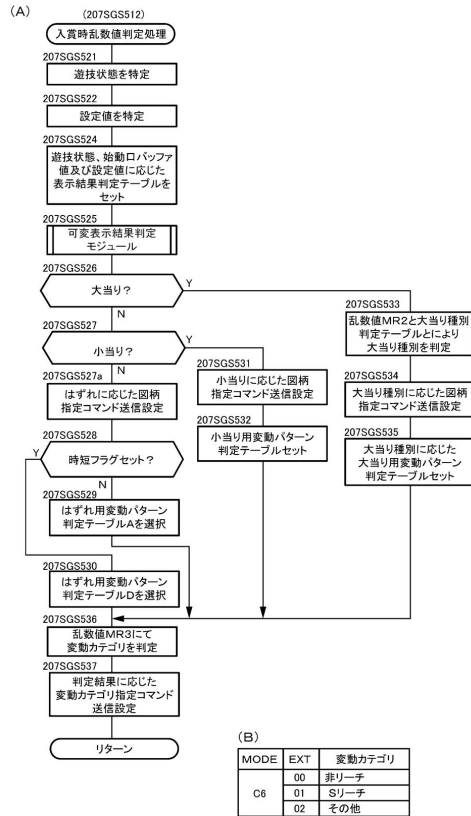 (A)
(207SGS512)
入賞時乱数値判定処理
207SGS521
遊技状態を特定
207SGS522
設定値を特定
207SGS524
遊技状態、始動口バッファ
値及び設定値に応じた
表示結果判定テーブルを
セット
207SGS525
可変表示結果判定
モジュール
207SGS526
大当り?
Y
N
207SGS527
小当り?
Y
N
207SGS527a
はずれに応じた図柄
指定コマンド送信設定
207SGS528
時短フラグセット?
Y
N
207SGS529
はずれ用変動パターン
判定テーブルAを選択
207SGS530
はずれ用変動パターン
判定テーブルDを選択
207SGS531
小当りに応じた図柄
指定コマンド送信設定
207SGS532
小当り用変動パターン
判定テーブルセット
207SGS533
乱数値MR2と大当り種別
判定テーブルとにより
大当り種別を判定
207SGS534
大当り種別に応じた図柄
指定コマンド送信設定
207SGS535
大当り種別に応じた
大当り用変動パターン
判定テーブルセット
207SGS536
乱数値MR3にて
変動カテゴリを判定
207SGS537
判定結果に応じた
変動カテゴリ指定コマンド
送信設定
リターン
(B)
MODE EXT 変動カテゴリ
C6 00 非リーチ
01 Sリーチ
02 その他